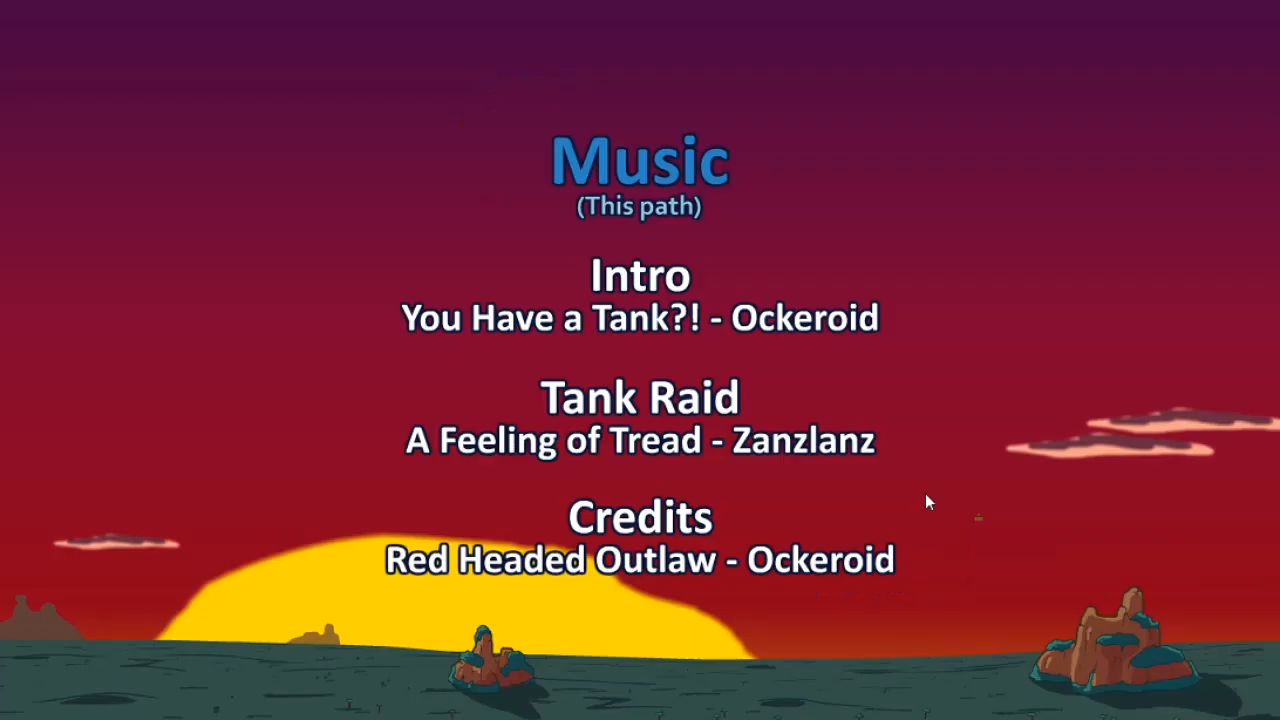 Music
(This path)
Intro
You Have a Tank?! - Ockeroid
Tank Raid
A Feeling of Tread - Zanzlanz
Credits
Red Headed Outlaw - Ockeroid